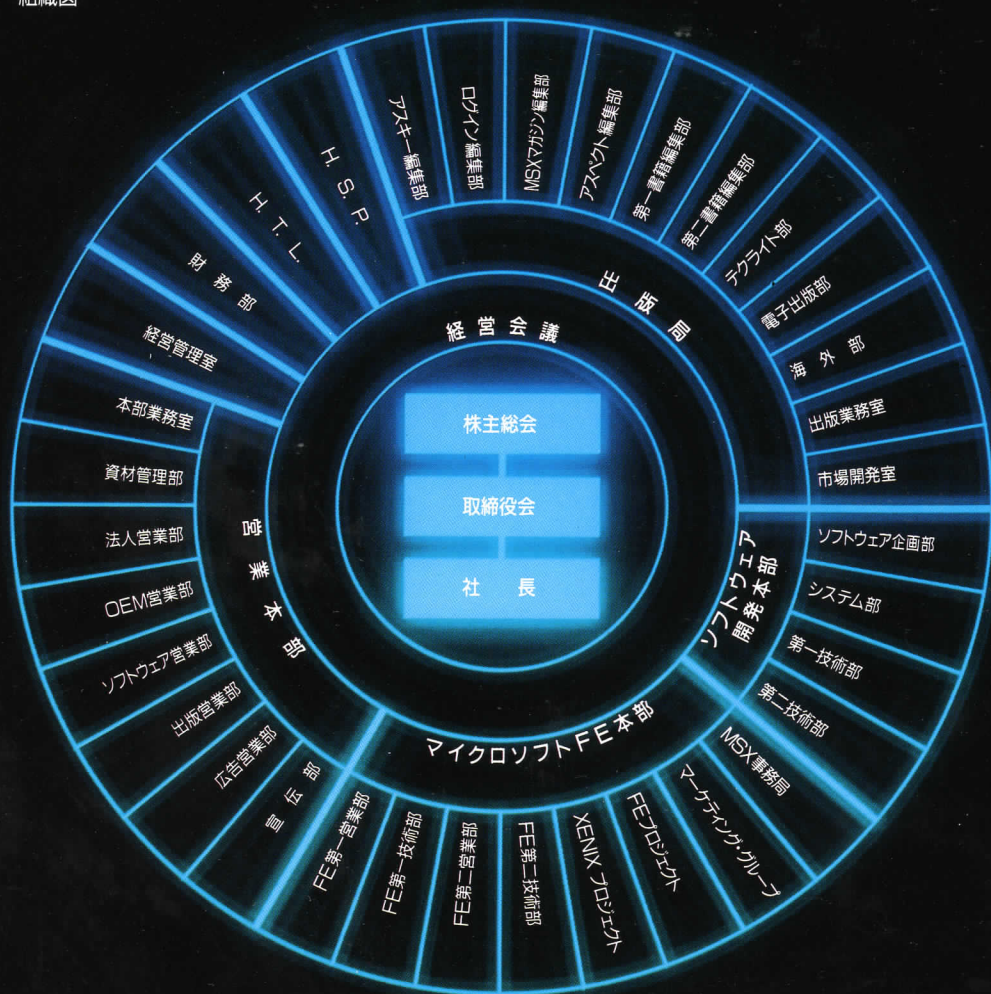 組織図
株主総会
取締役会
社長
経営会議
出版局
アスキー編集部
ログイン編集部
MSXマガジン編集部
アスペクト編集部
第一書籍編集部
第二書籍編集部
テクライト部
電子出版部
海外部
出版業務室
市場開発室
ソフトウェア
開発本部
ソフトウェア企画部
システム部
第一技術部
第二技術部
マイクロソフトFE本部
MSX事務局
マーケティング・グループ
FEプロジェクト
XENIX プロジェクト
FE第二技術部
FE第二営業部
FE第一技術部
FE第一営業部
営業本部
宣伝部
広告営業部
出版営業部
ソフトウェア営業部
OEM営業部
法人営業部
資材管理部
本部業務室
経営管理室
財務部
H. T. L.
H. S. P.